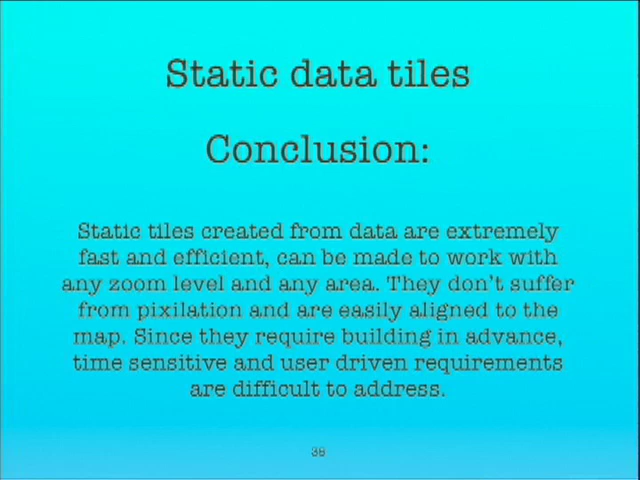 Static data tiles
Conclusion:
Static tiles created from data are extremely
fast and efficient, can be made to work with
any zoom level and any area. They don't suffer
from pixilation and are easily aligned to the
map. Since they require building in advance,
time sensitive and user driven requirements
are difficult to address.